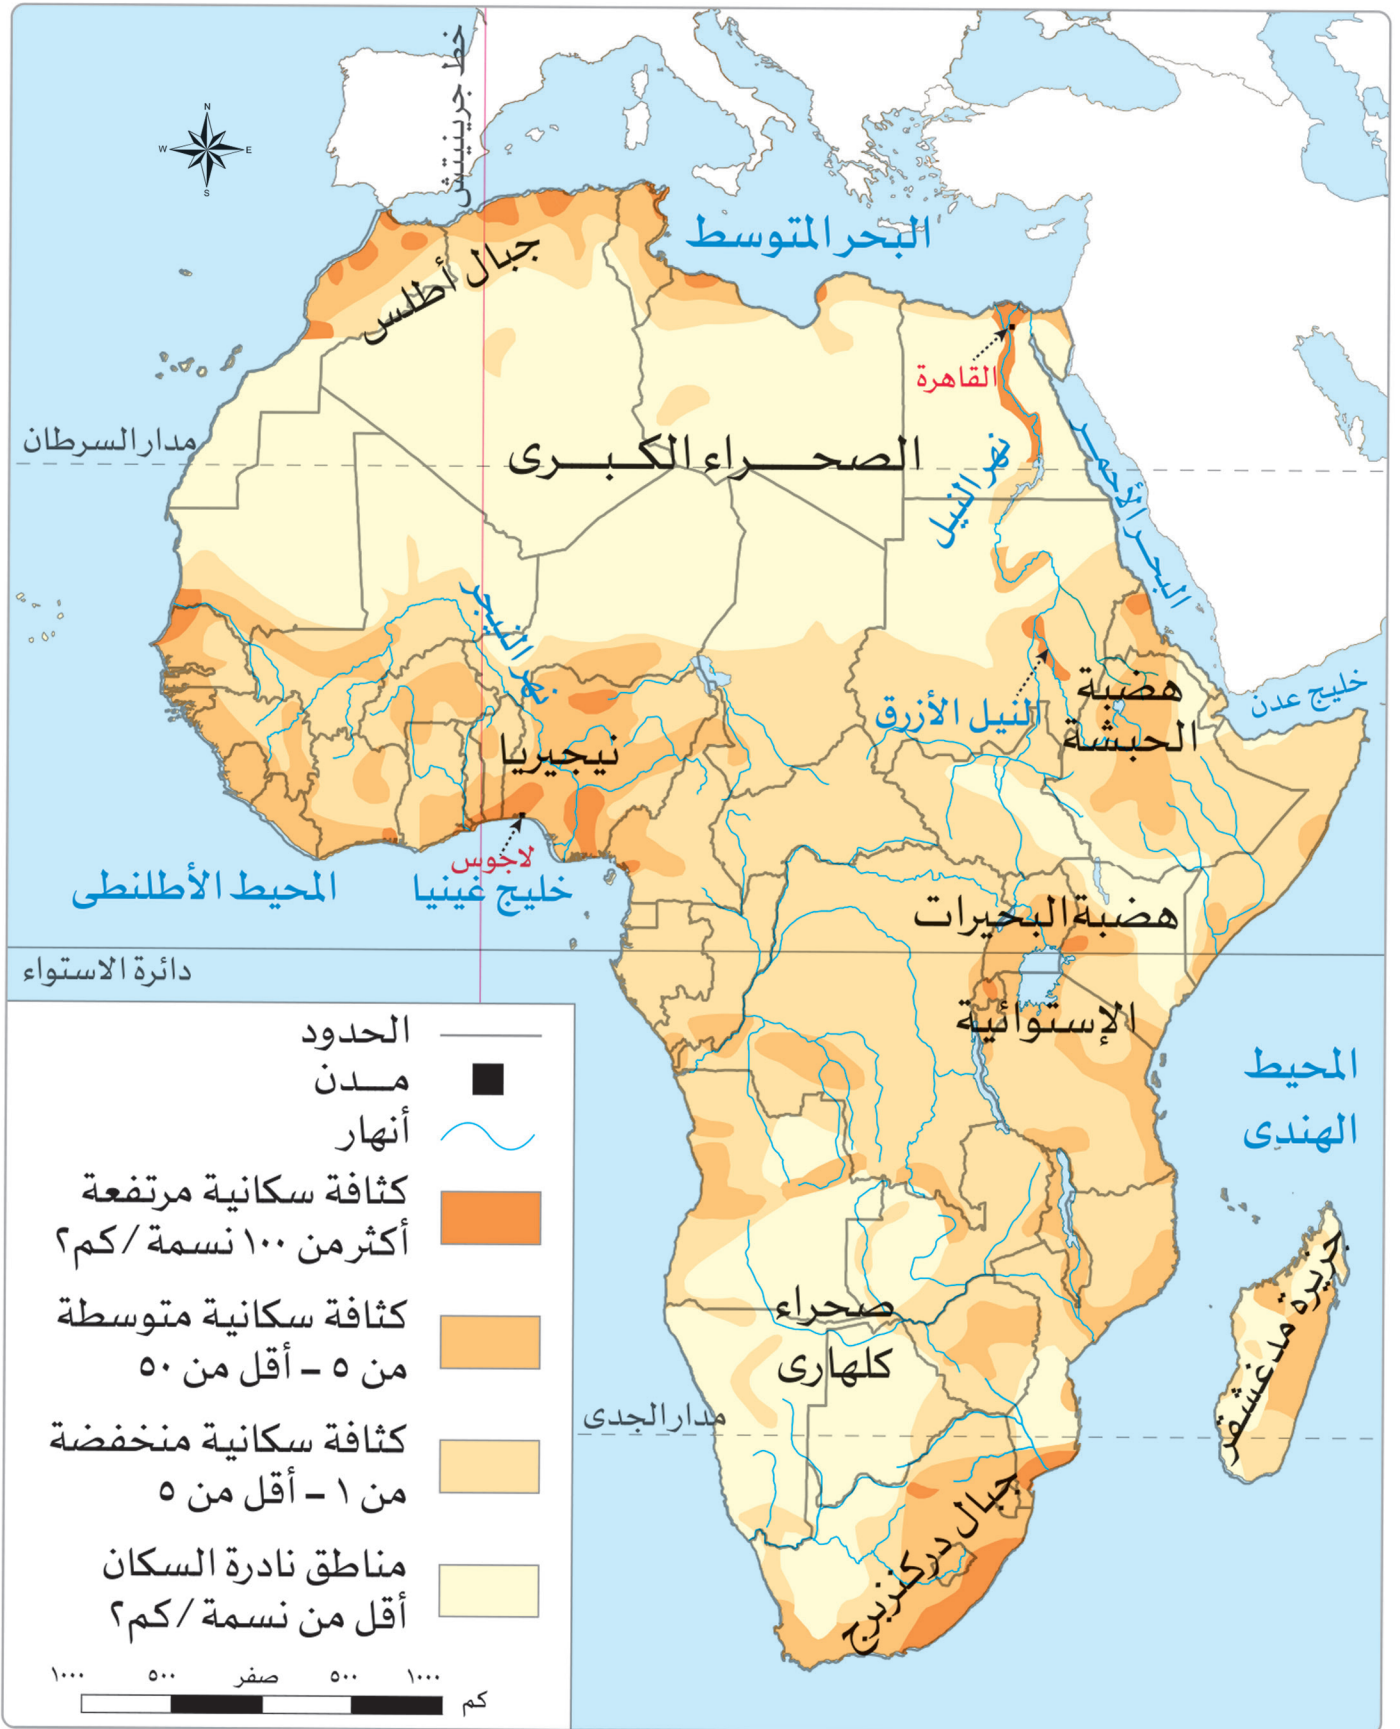 خط جرينيتش
N
W
E
S
البحر المتوسط
جبال أطلس
القاهرة
مدار السرطان
الصحراء الكبرى
نهر النيل
البحر الأحمر
نهر النيجر
هضبة
الحبشة
خليج عدن
النيل الأزرق
نيجيريا
لاجوس
المحيط الأطلنطى
خليج غينيا
هضبة البحيرات
دائرة الاستواء
الإستوائية
المحيط
الهندى
جزيرة مدغشقر
صحراء
كلهارى
مدار الجدى
جبال دركنزبرج
الحدود
مدن
أنهار
كثافة سكانية مرتفعة
أكثر من ١٠٠ نسمة / كم٢
كثافة سكانية متوسطة
من ٥ – أقل من ٥٠
كثافة سكانية منخفضة
من ١ – أقل من ٥
مناطق نادرة السكان
أقل من نسمة / كم٢
١٠٠٠ ٥٠٠ صفر ٥٠٠ ١٠٠٠
كم